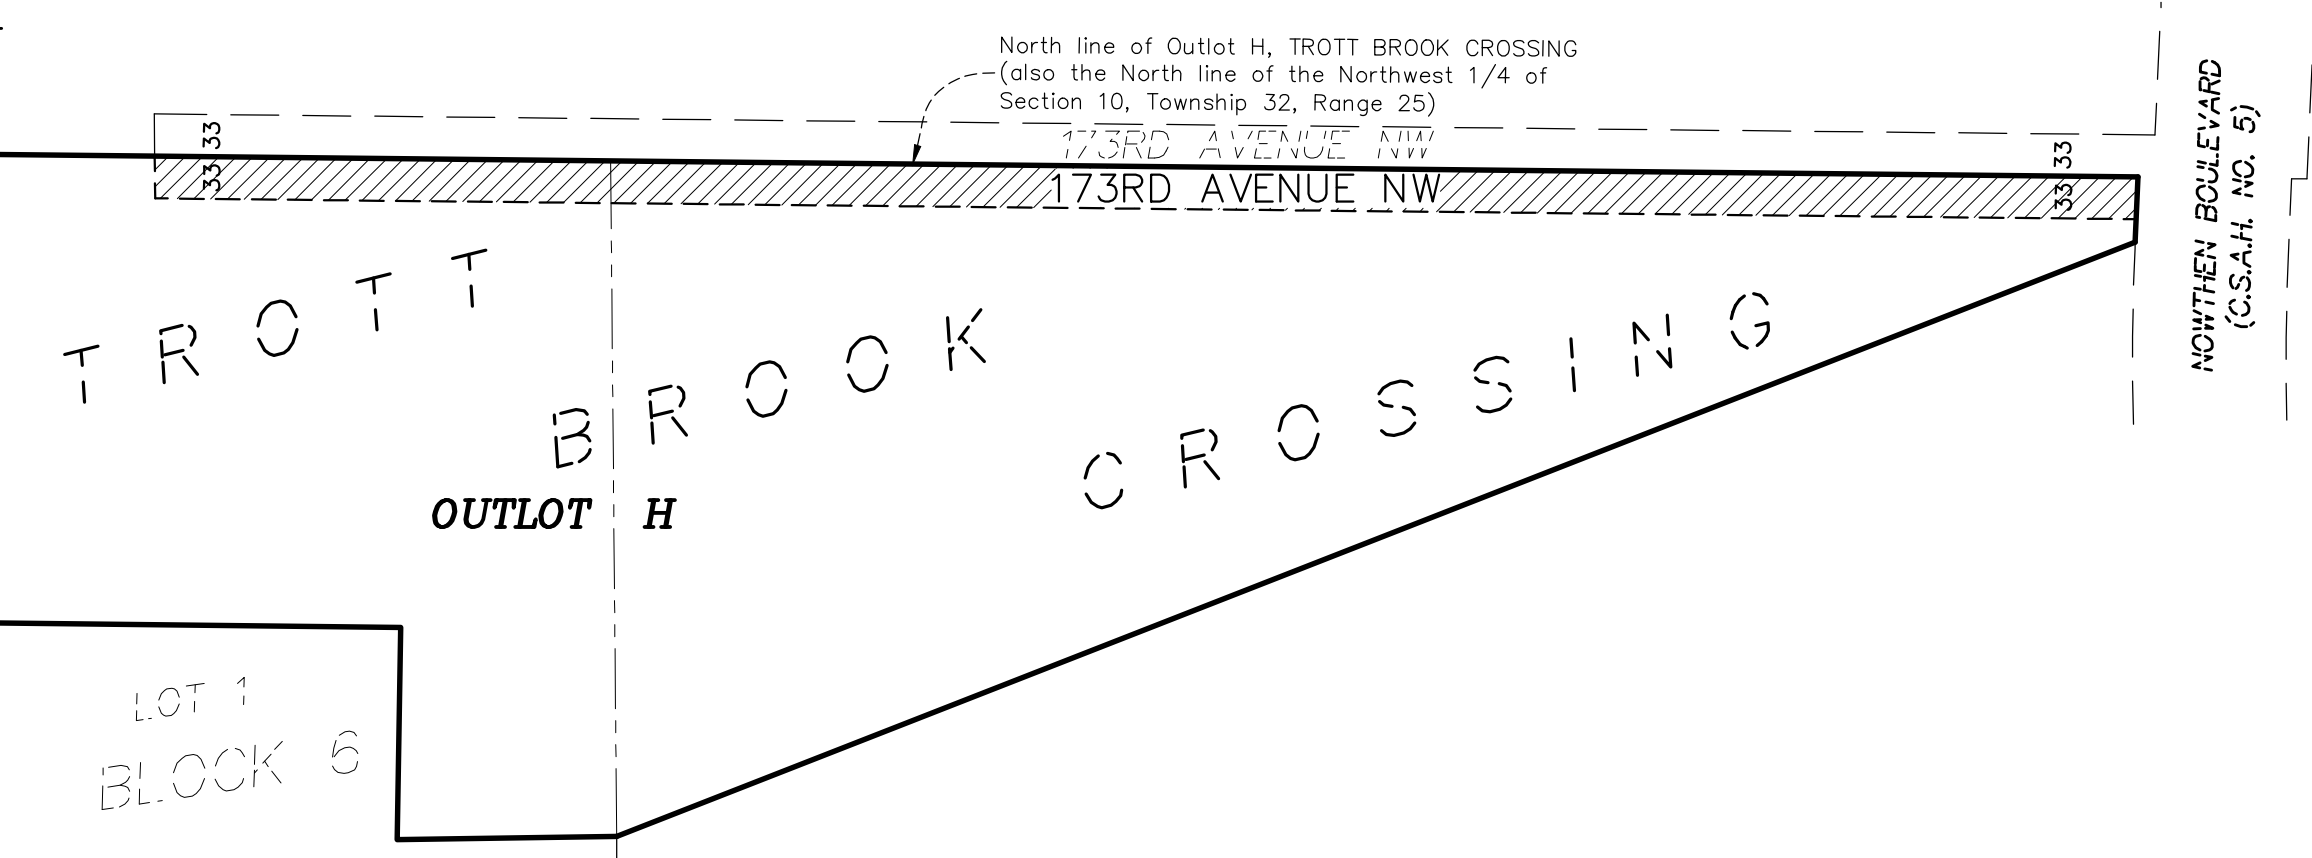 North line of Outlot H, TROTT BROOK CROSSING
(also the North line of the Northwest 1/4 of
Section 10, Township 32, Range 25)
33
33
173RD AVENUE NW
173RD AVENUE NW
33
33
NOWTHEN BOULEVARD
(C.S.A.H. NO. 5)
TROTT
BROOK
CROSSING
OUTLOT H
LOT 1
BLOCK 6